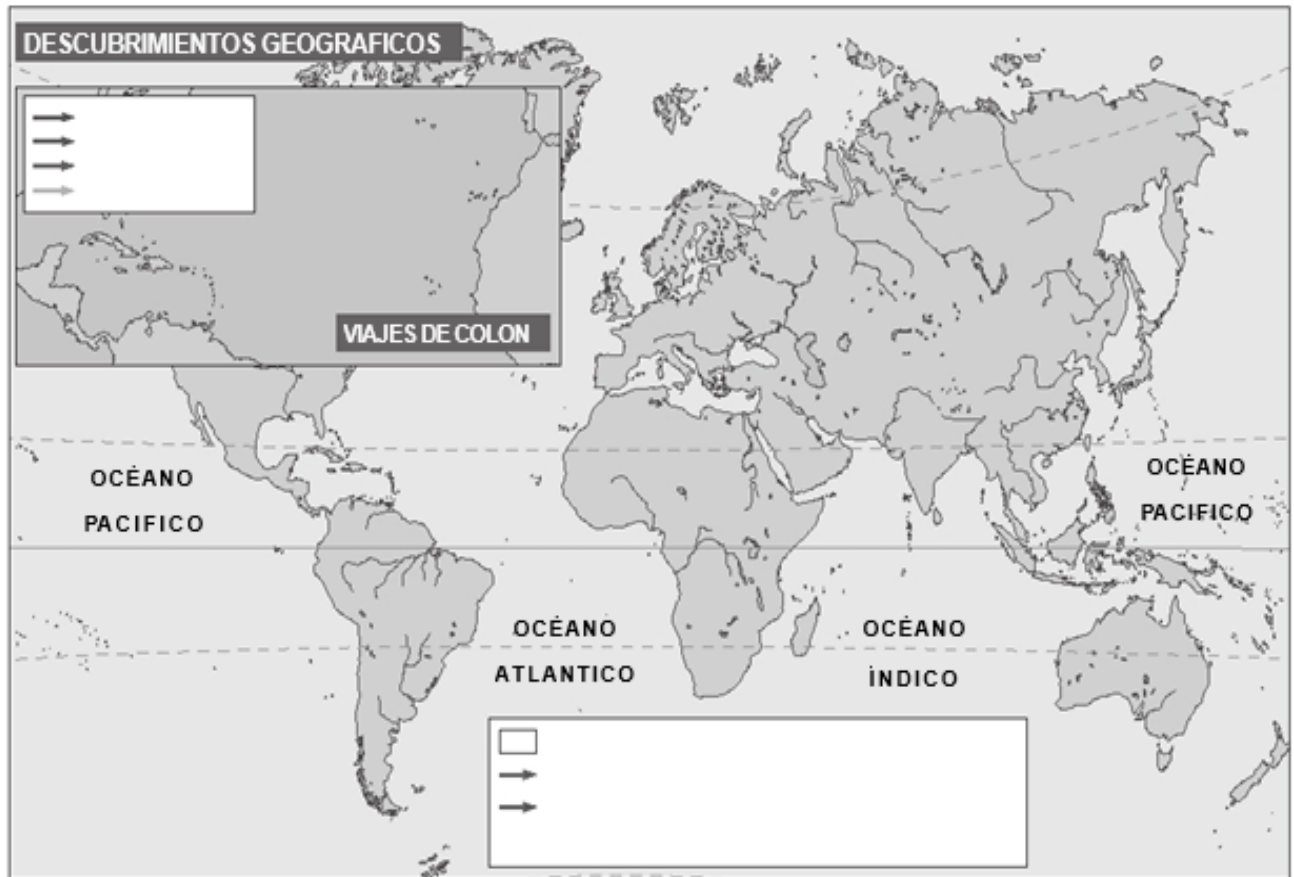 DESCUBRIMIENTOS GEOGRAFICOS
VIAJES DE COLON
OCÉANO
PACIFICO
OCÉANO
PACIFICO
OCÉANO
ATLANTICO
OCÉANO
ÍNDICO